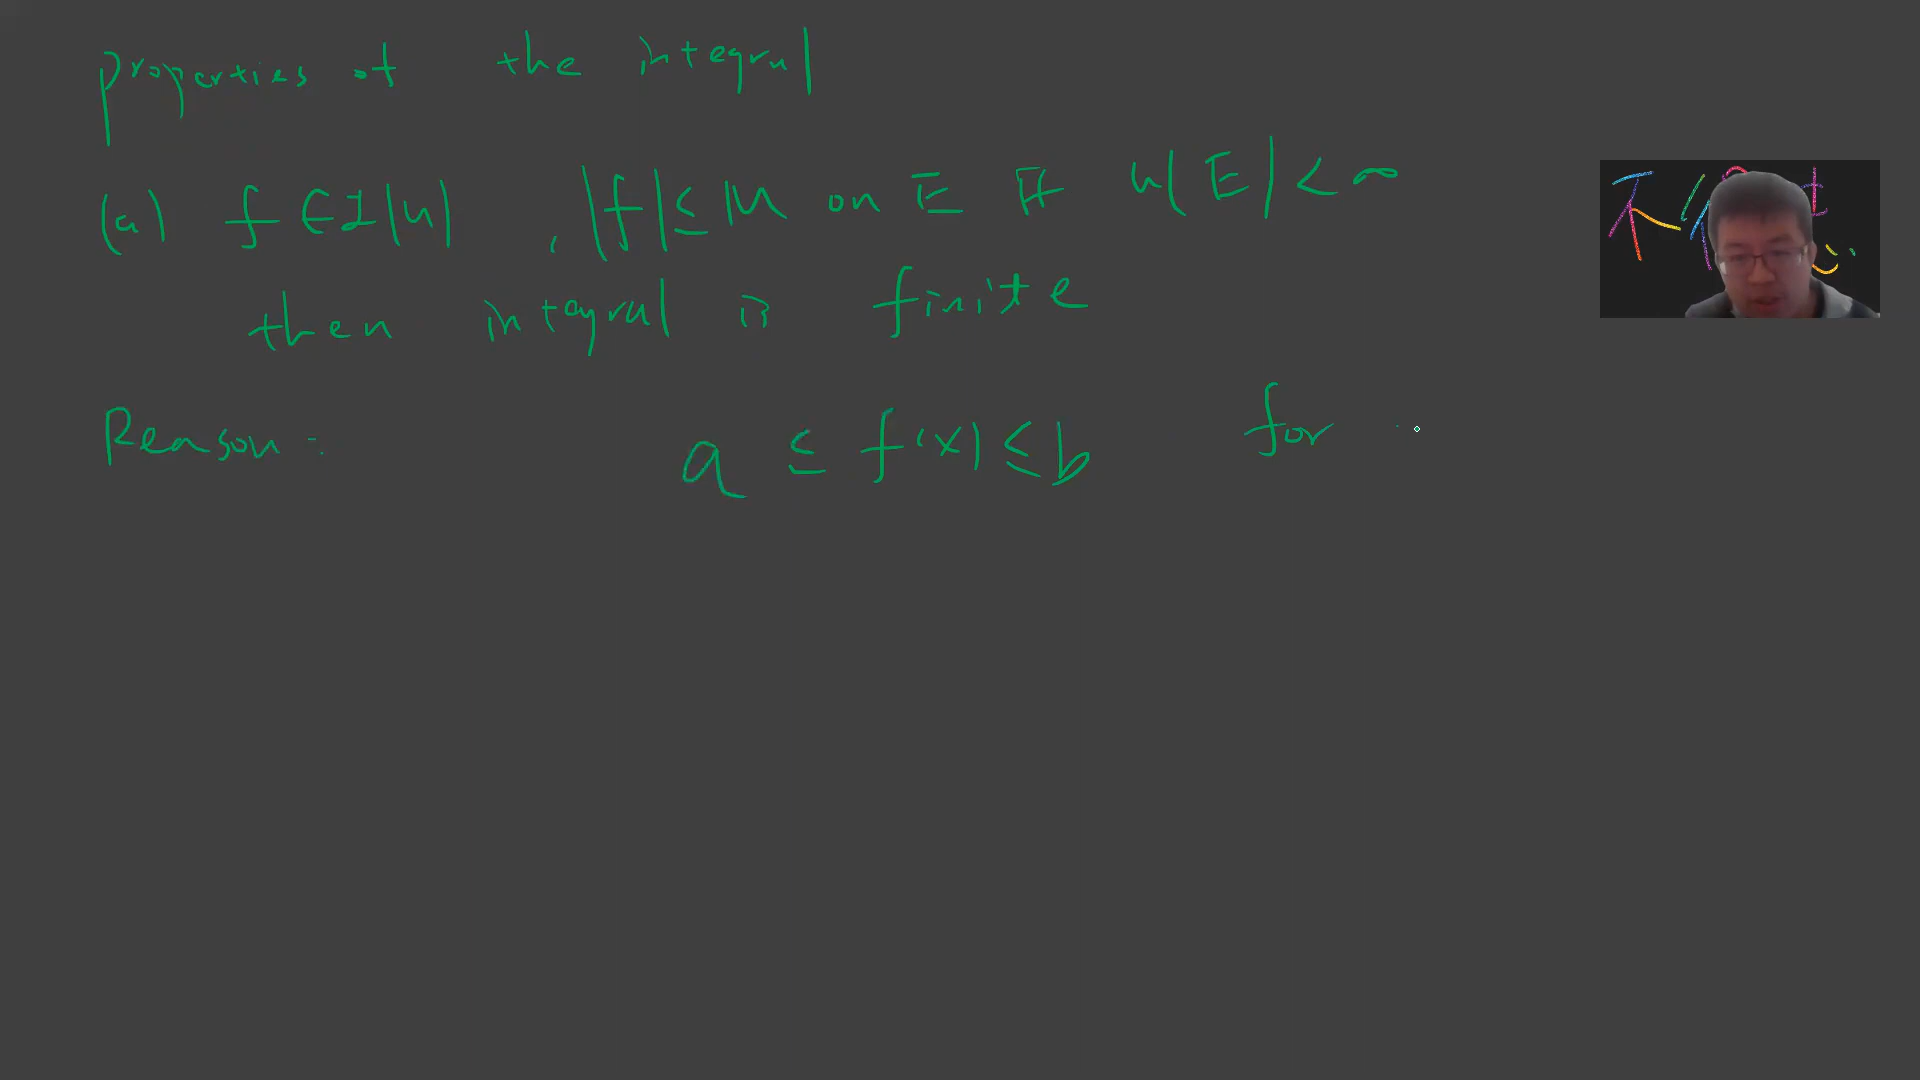 properties of the integral
(a) f ∈ L(μ), |f| ≤ M on E if μ(E) < ∞
then integral is finite
Reason: a ≤ f(x) ≤ b for